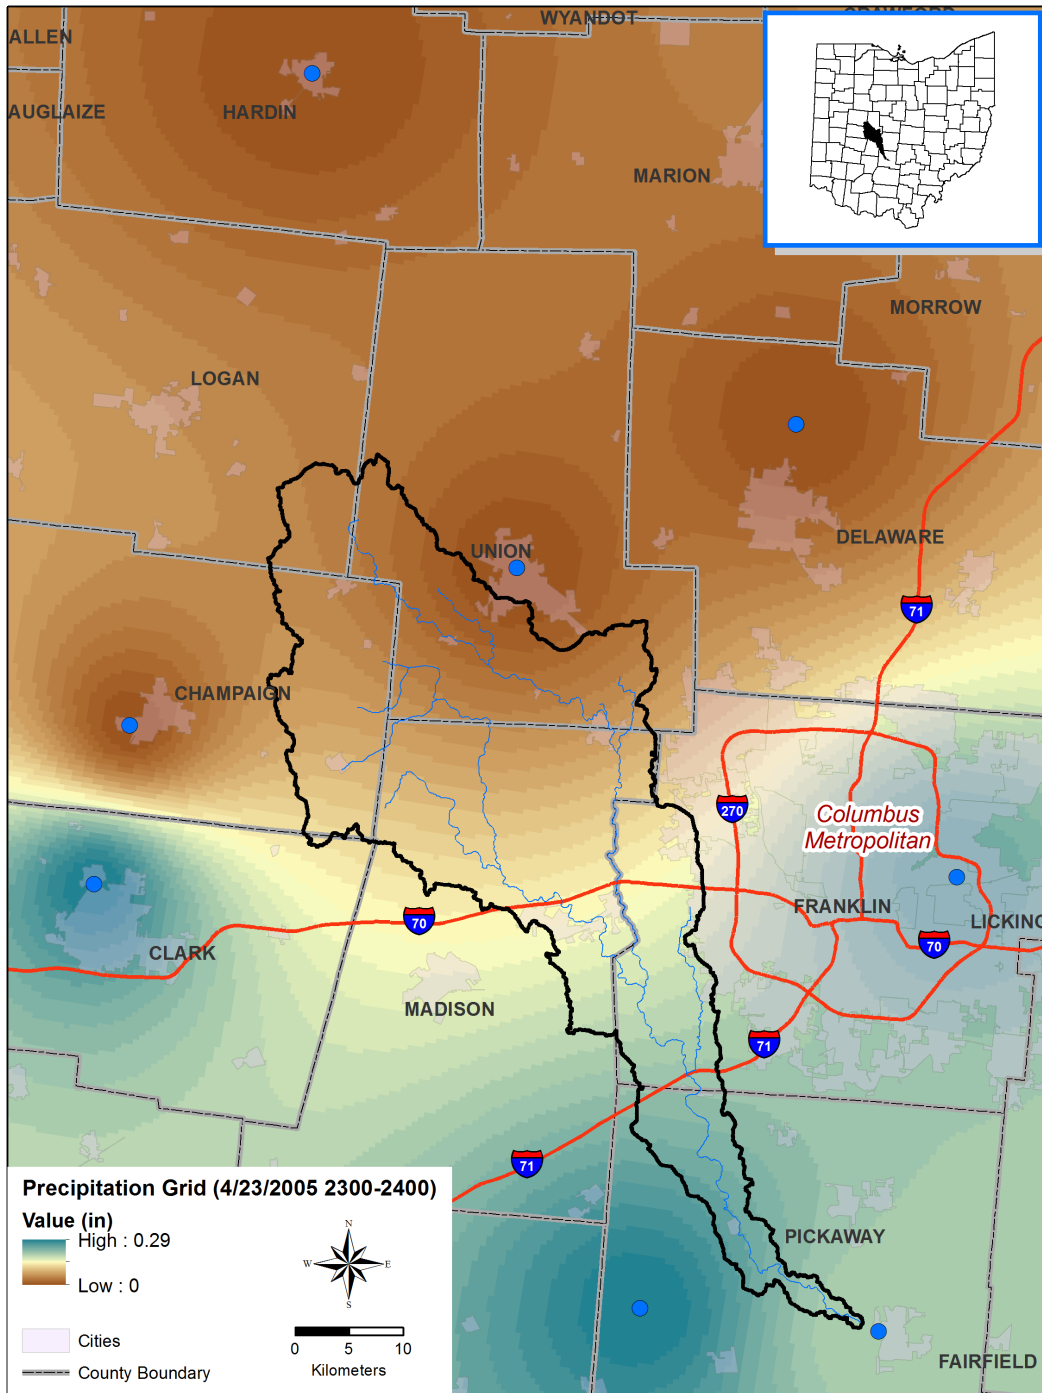 WYANDOT
CRAWFORD
ALLEN
AUGLAIZE
HARDIN
MARION
MORROW
LOGAN
DELAWARE
UNION
71
CHAMPAIGN
270
Columbus
Metropolitan
FRANKLIN
LICKING
70
70
CLARK
MADISON
71
71
PICKAWAY
FAIRFIELD
Precipitation Grid (4/23/2005 2300-2400)
Value (in)
High : 0.29
Low : 0
Cities
County Boundary
N
W
E
S
0 5 10
Kilometers